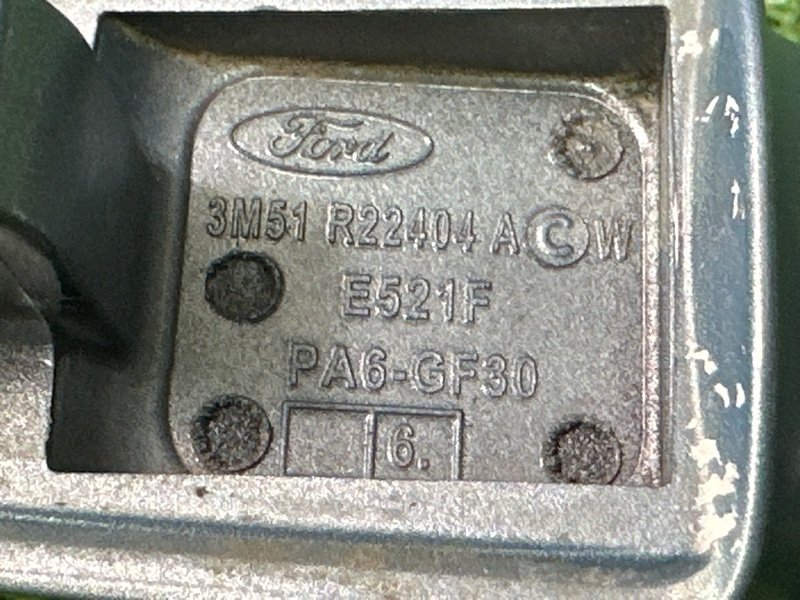 Ford
3M51 R22404 A C W
E521F
PA6-GF30
6.